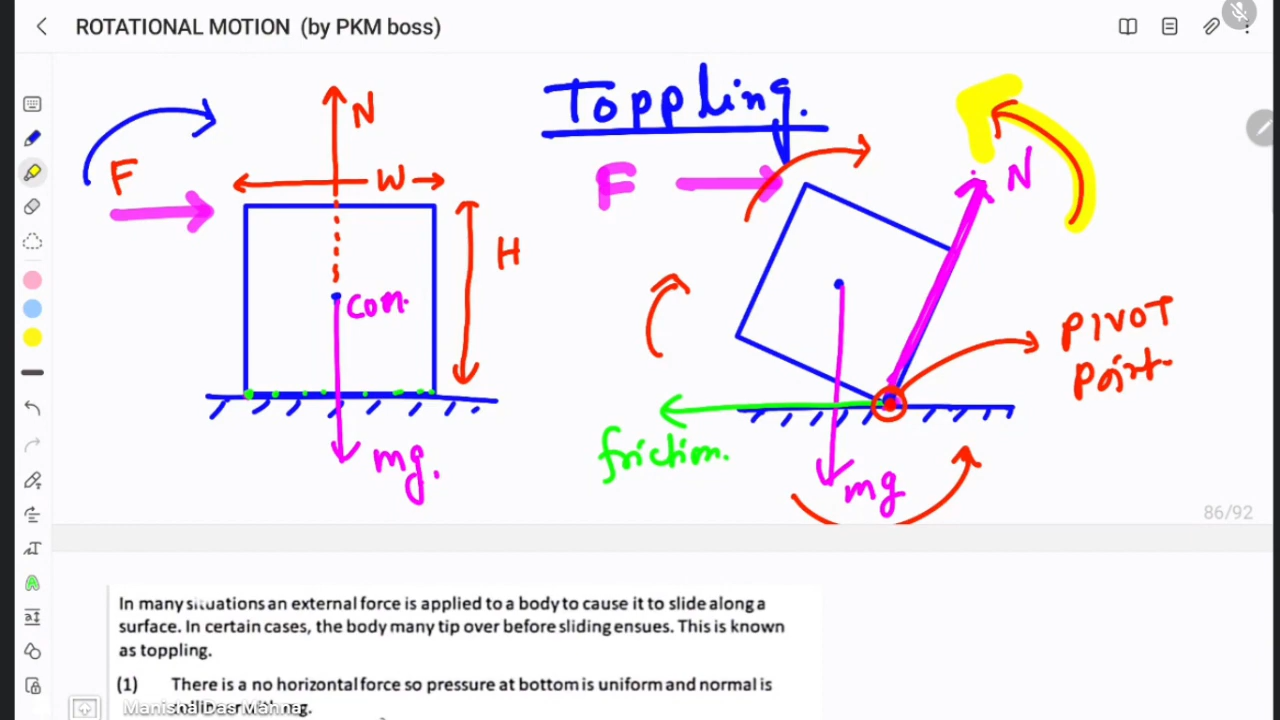 ROTATIONAL MOTION (by PKM boss)
Toppling.
N
F
W
H
com.
mg.
F
N
PIVOT
Point
friction.
mg
86/92
In many situations an external force is applied to a body to cause it to slide along a
surface. In certain cases, the body many tip over before sliding ensues. This is known
as toppling.
(1) There is a no horizontal force so pressure at bottom is uniform and normal is
Manisha Das Mahna